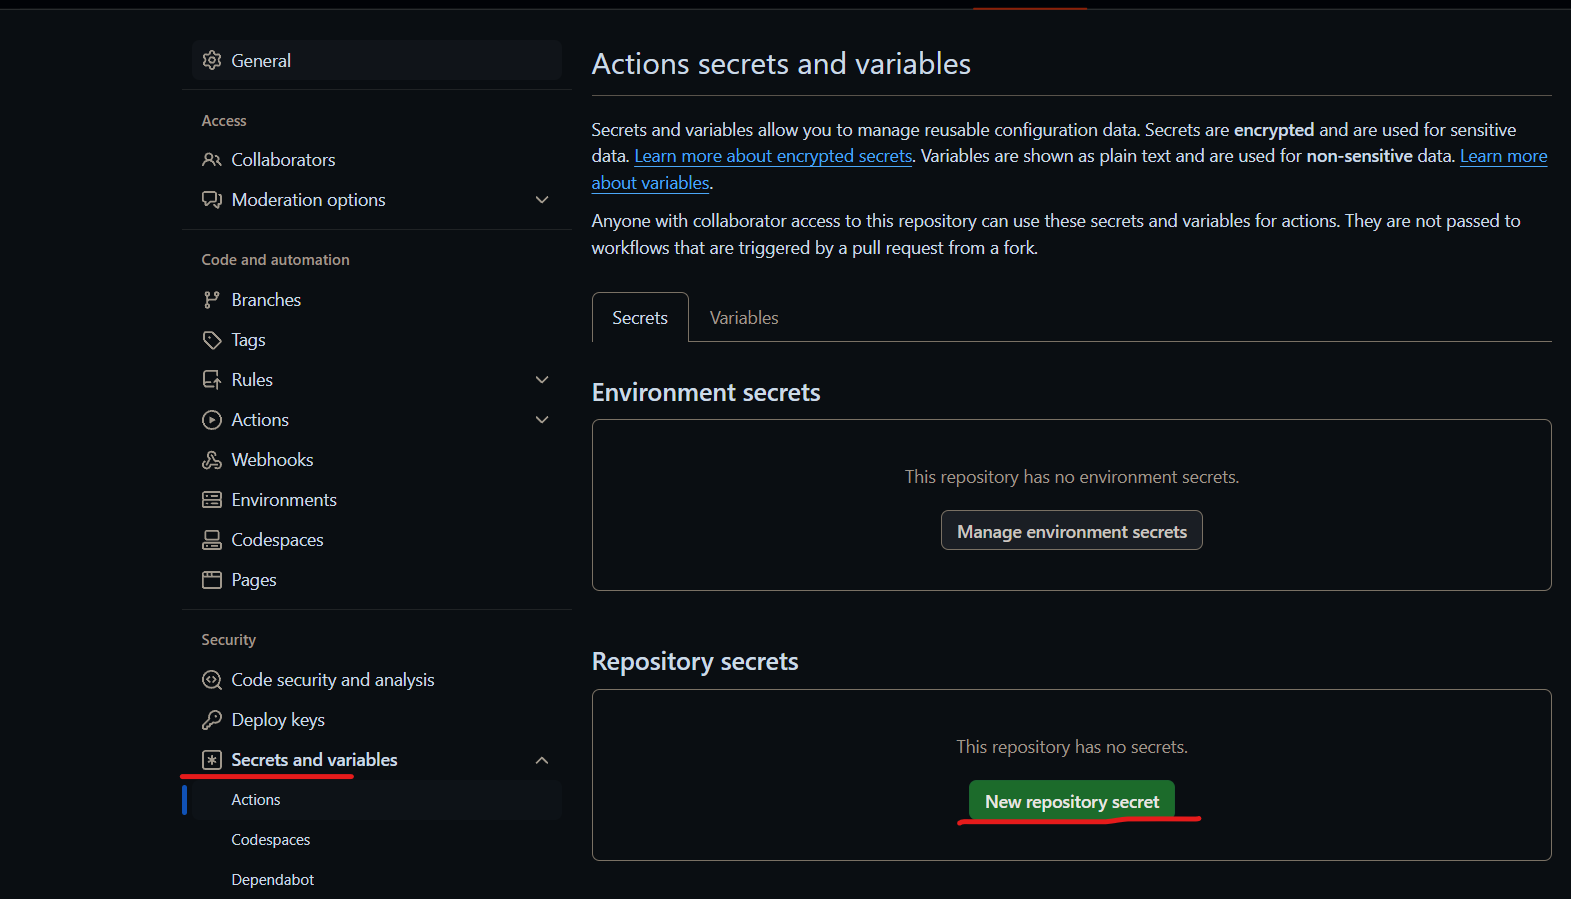 General
Access
Collaborators
Moderation options
Code and automation
Branches
Tags
Rules
Actions
Webhooks
Environments
Codespaces
Pages
Security
Code security and analysis
Deploy keys
Secrets and variables
Actions
Codespaces
Dependabot
Actions secrets and variables
Secrets and variables allow you to manage reusable configuration data. Secrets are encrypted and are used for sensitive
data. Learn more about encrypted secrets. Variables are shown as plain text and are used for non-sensitive data. Learn more
about variables.
Anyone with collaborator access to this repository can use these secrets and variables for actions. They are not passed to
workflows that are triggered by a pull request from a fork.
Secrets Variables
Environment secrets
This repository has no environment secrets.
Manage environment secrets
Repository secrets
This repository has no secrets.
New repository secret